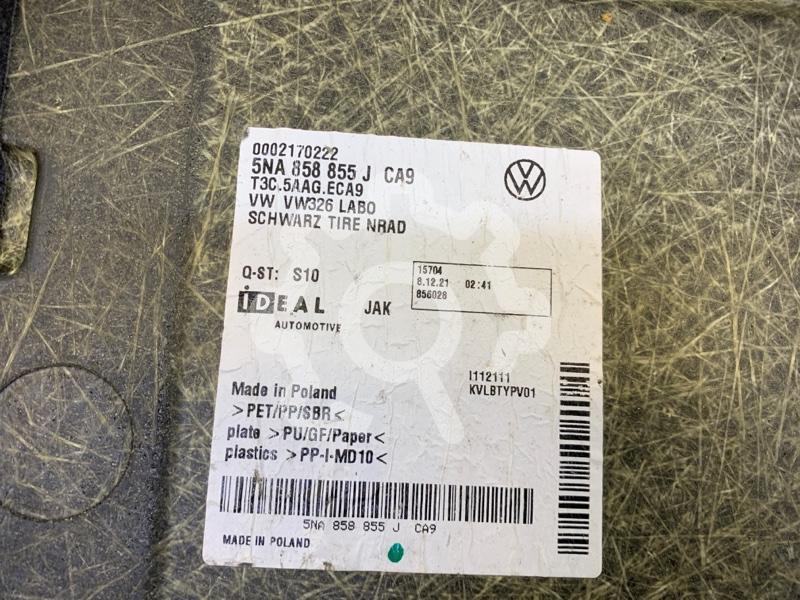 0002170222
5NA 858 855 J CA9
T3C.5AAG.ECA9
VW VW326 LABO
SCHWARZ TIRE NRAD
Q-ST: S10
15704
8.12.21 02:41
856028
iDEAL JAK
AUTOMOTIVE
I112111
KVLBTYPV01
Made in Poland
>PET/PP/SBR<
plate >PU/GF/Paper<
plastics >PP-I-MD10<
5NA 858 855 J CA9
MADE IN POLAND